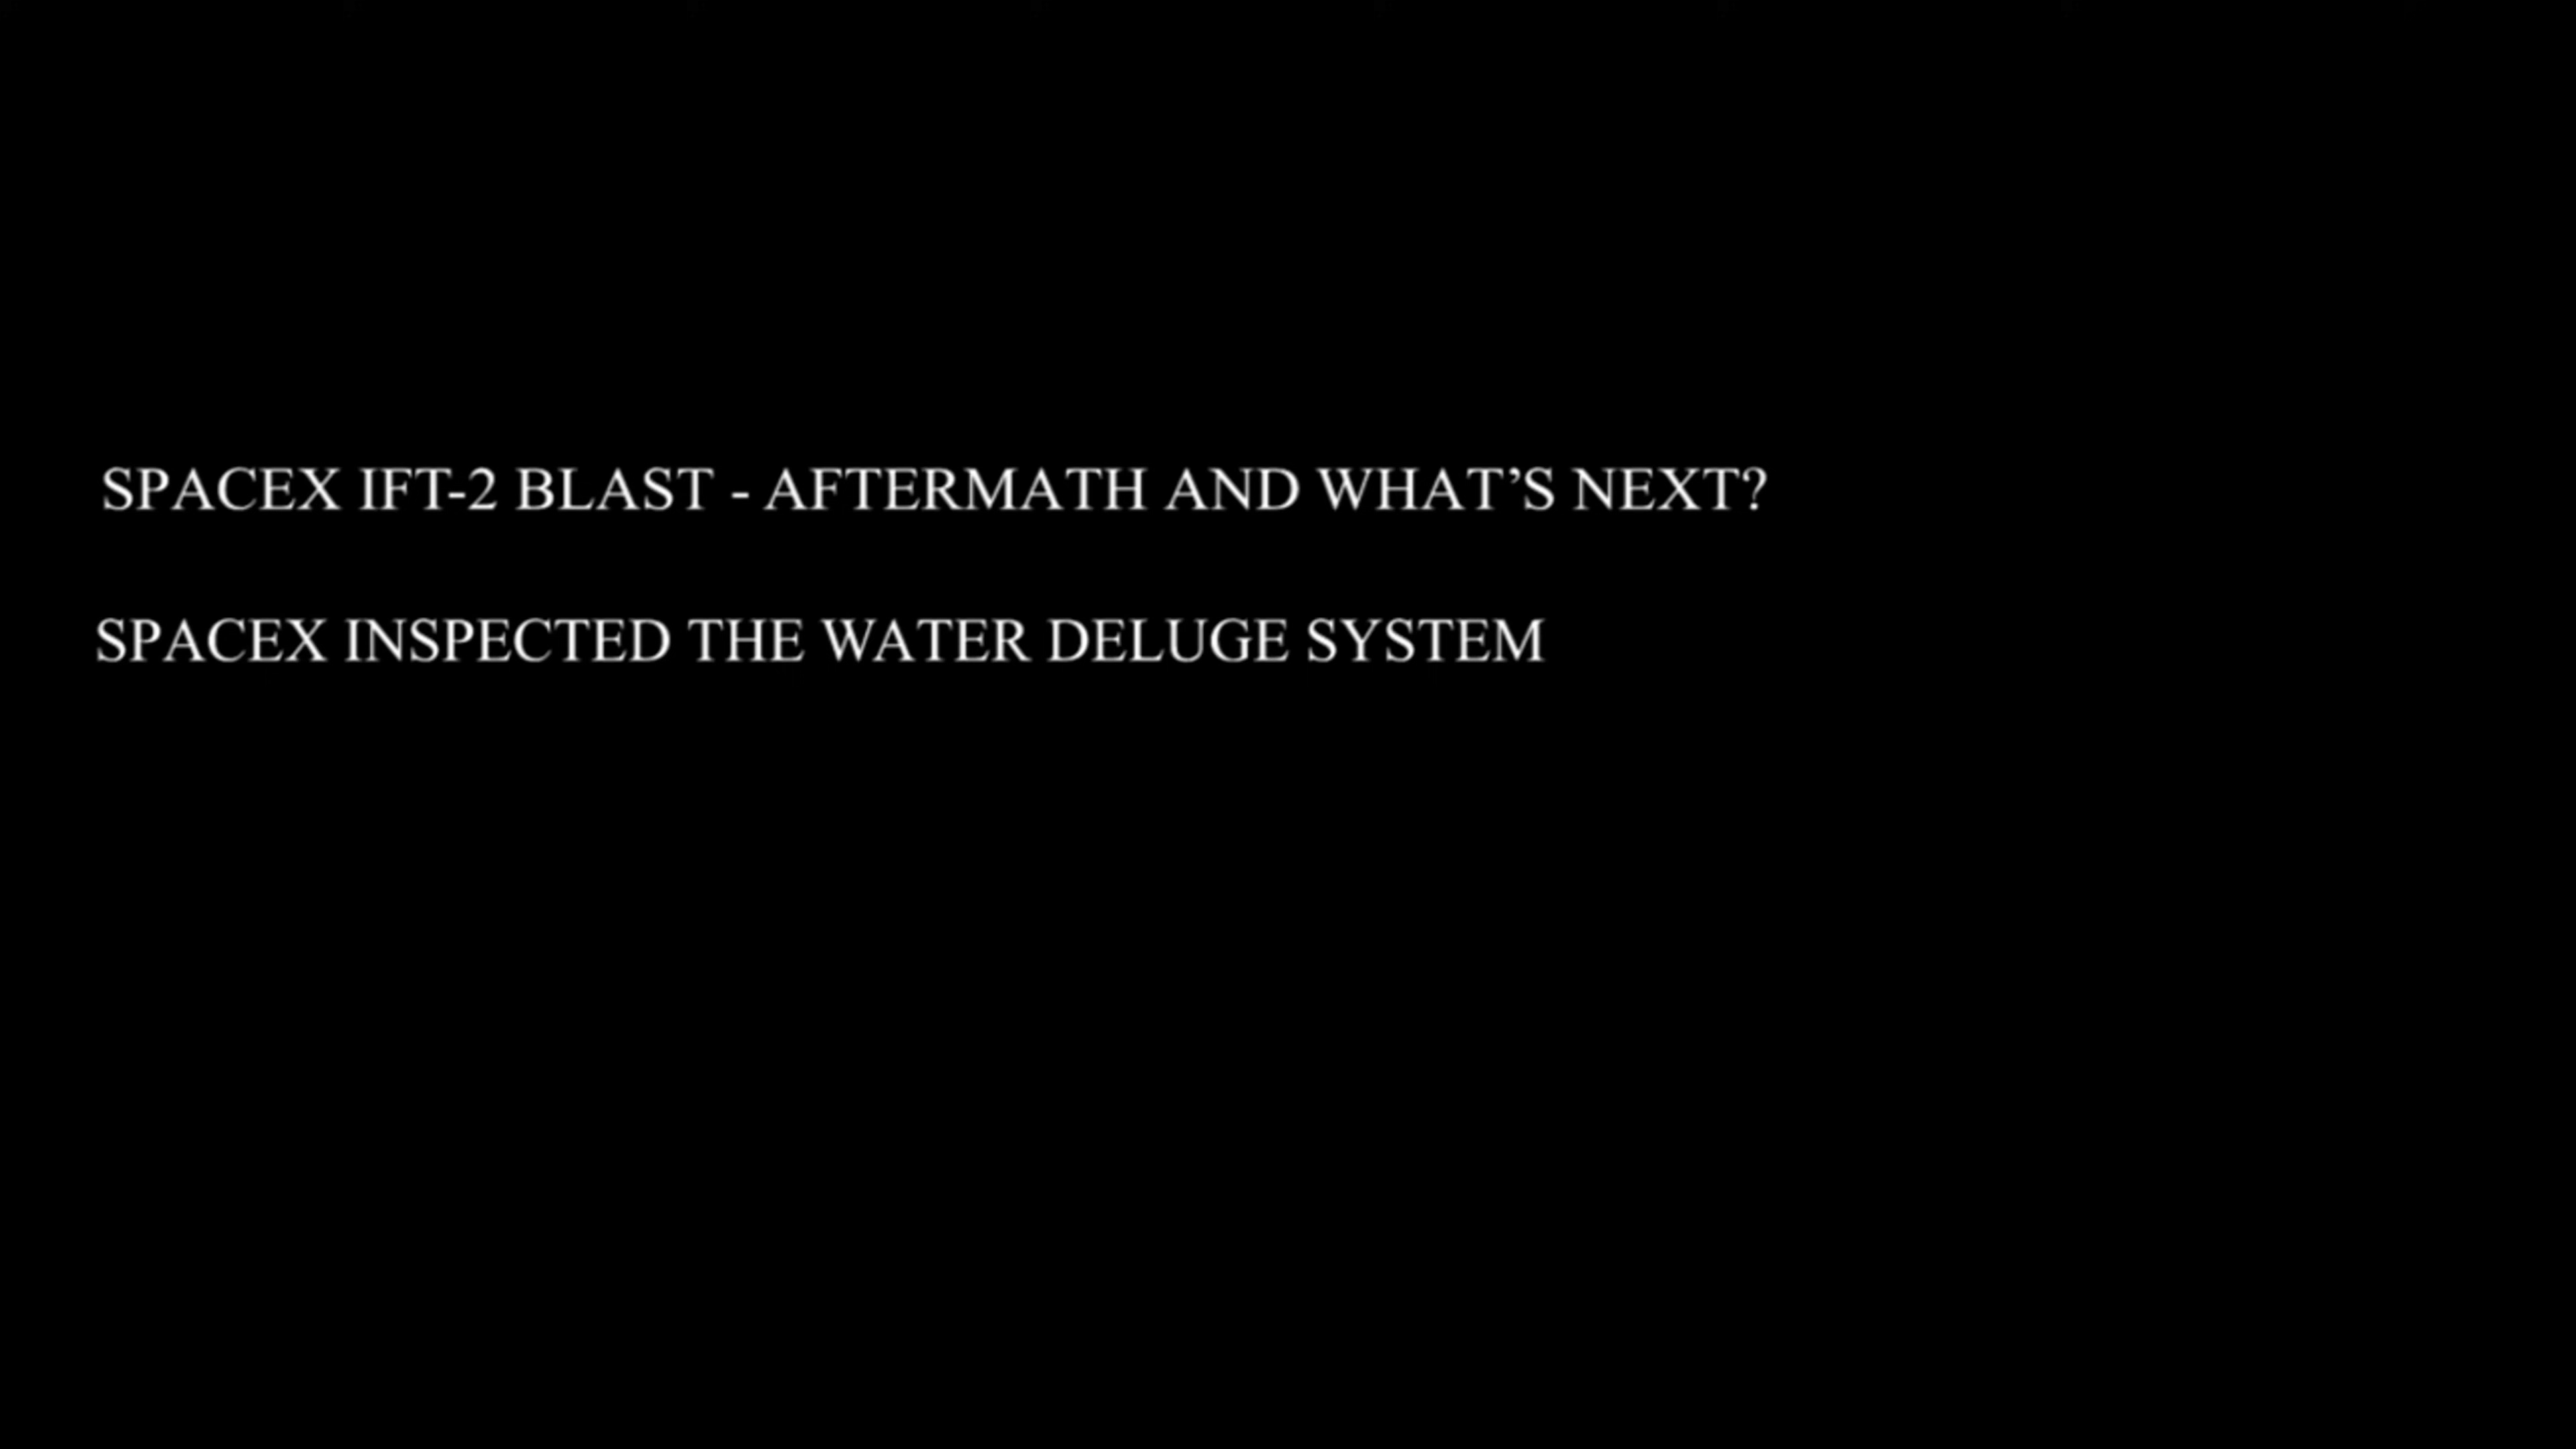 SPACEX IFT-2 BLAST - AFTERMATH AND WHAT’S NEXT?
SPACEX INSPECTED THE WATER DELUGE SYSTEM